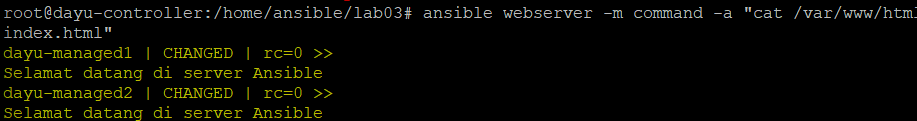 root@dayu-controller:/home/ansible/lab03# ansible webserver -m command -a "cat /var/www/html
index.html"
dayu-managed1 | CHANGED | rc=0 >>
Selamat datang di server Ansible
dayu-managed2 | CHANGED | rc=0 >>
Selamat datang di server Ansible